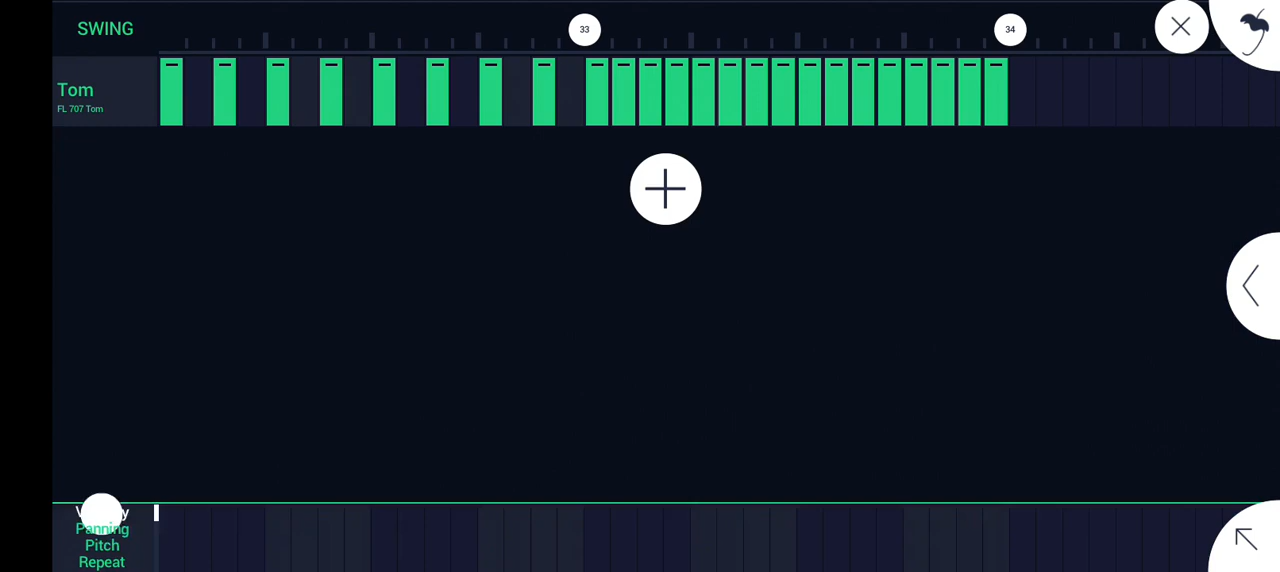 SWING
33
34
Tom
FL 707 Tom
Panning
Pitch
Repeat